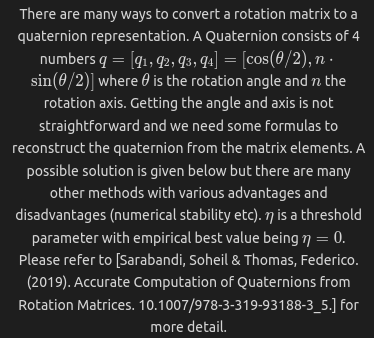 There are many ways to convert a rotation matrix to a
quaternion representation. A Quaternion consists of 4
numbers q = [q₁, q₂, q₃, q₄] = [cos(θ/2), n ·
sin(θ/2)] where θ is the rotation angle and n the
rotation axis. Getting the angle and axis is not
straightforward and we need some formulas to
reconstruct the quaternion from the matrix elements. A
possible solution is given below but there are many
other methods with various advantages and
disadvantages (numerical stability etc). η is a threshold
parameter with empirical best value being η = 0.
Please refer to [Sarabandi, Soheil & Thomas, Federico.
(2019). Accurate Computation of Quaternions from
Rotation Matrices. 10.1007/978-3-319-93188-3_5.] for
more detail.